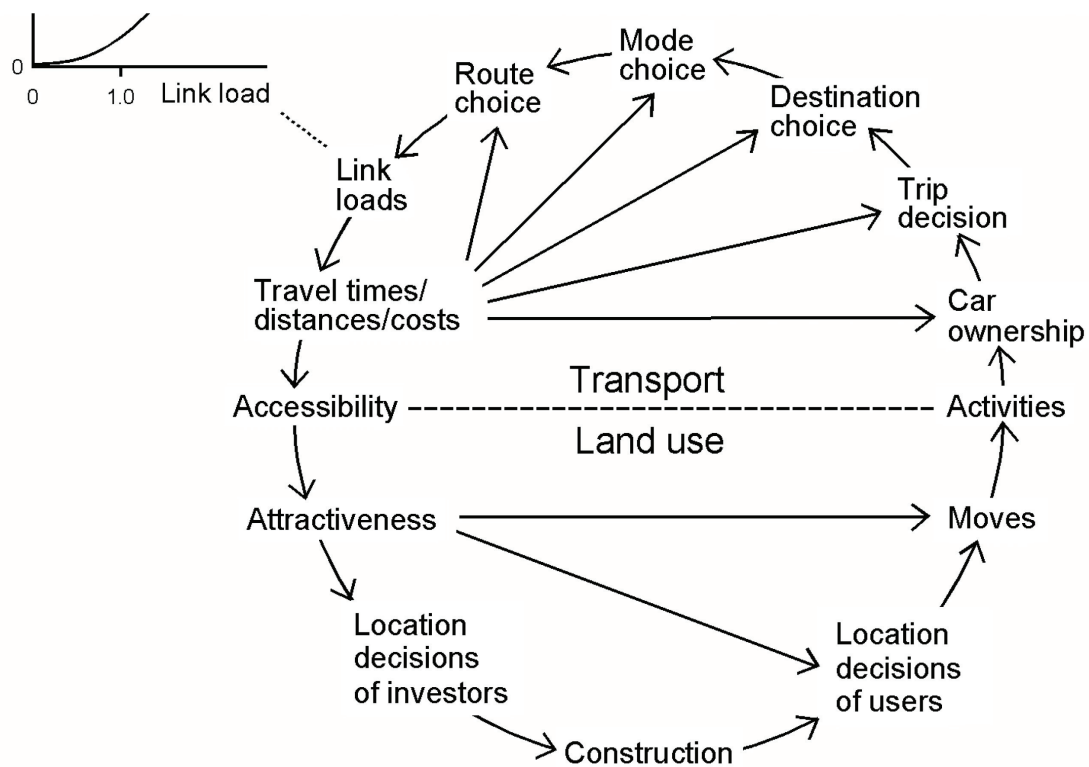 0
0
1.0
Link load
Mode
choice
Route
choice
Destination
choice
Link
loads
Trip
decision
Travel times/
distances/costs
Car
ownership
Transport
Accessibility
Activities
Land use
Attractiveness
Moves
Location
decisions
of investors
Location
decisions
of users
Construction